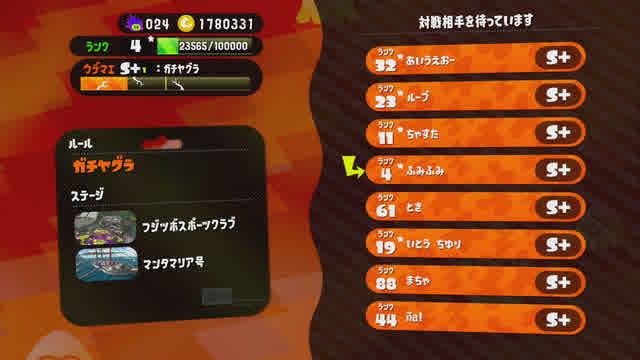 024 1780331
ランク 4★ 23565/100000
ウデマエ S+1 :ガチヤグラ
ルール
ガチヤグラ
ステージ
フジツボスポーツクラブ
マンタマリア号
対戦相手を待っています
ランク 32★ あいうえおー S+
ランク 23★ ループ S+
ランク 11★ ちゃすた S+
ランク 4★ ふみふみ S+
ランク 61 とき S+
ランク 19★ いとう ちゆり S+
ランク 88 まちゃ S+
ランク 44 ñał S+